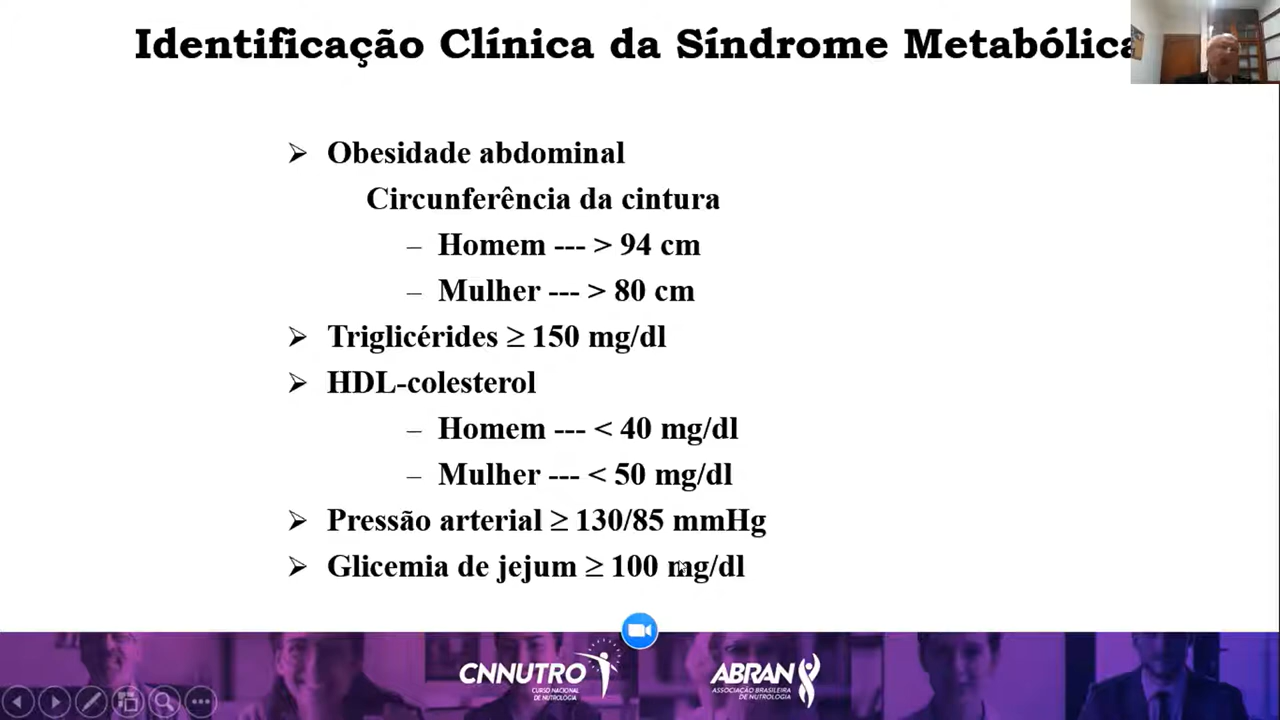 Identificação Clínica da Síndrome Metabólica
➢ Obesidade abdominal
Circunferência da cintura
– Homem --- > 94 cm
– Mulher --- > 80 cm
➢ Triglicérides ≥ 150 mg/dl
➢ HDL-colesterol
– Homem --- < 40 mg/dl
– Mulher --- < 50 mg/dl
➢ Pressão arterial ≥ 130/85 mmHg
➢ Glicemia de jejum ≥ 100 mg/dl
CNNUTRO
CURSO NACIONAL
DE NUTROLOGIA
ABRAN
ASSOCIAÇÃO BRASILEIRA
DE NUTROLOGIA